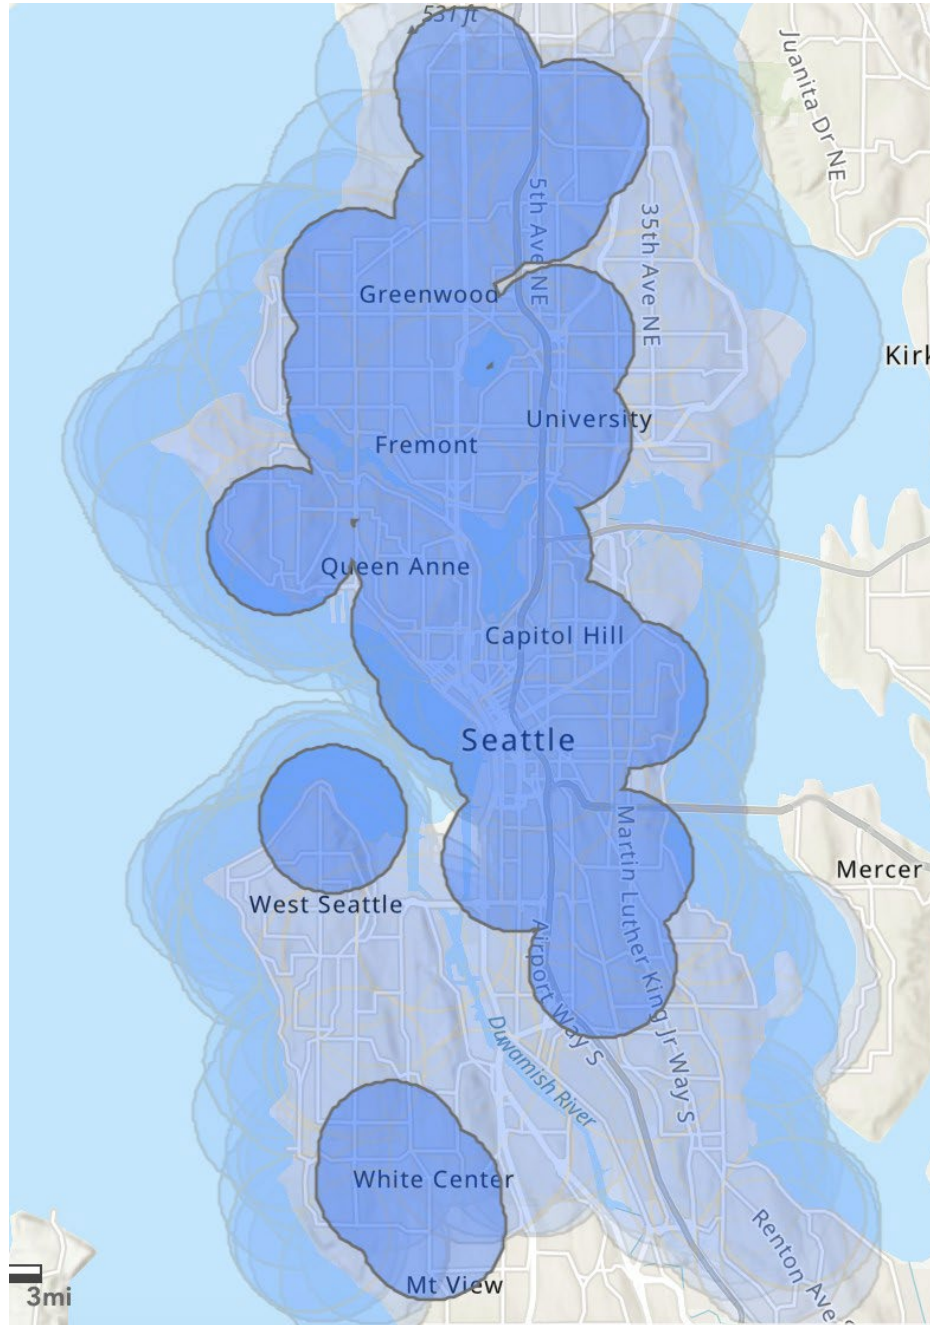 531 ft
Juanita Dr NE
5th Ave NE
35th Ave NE
Greenwood
Kirk
University
Fremont
Queen Anne
Capitol Hill
Seattle
Martin Luther King Jr Way S
Mercer
West Seattle
Airport Way S
Duwamish River
White Center
Renton Ave S
Mt View
3mi